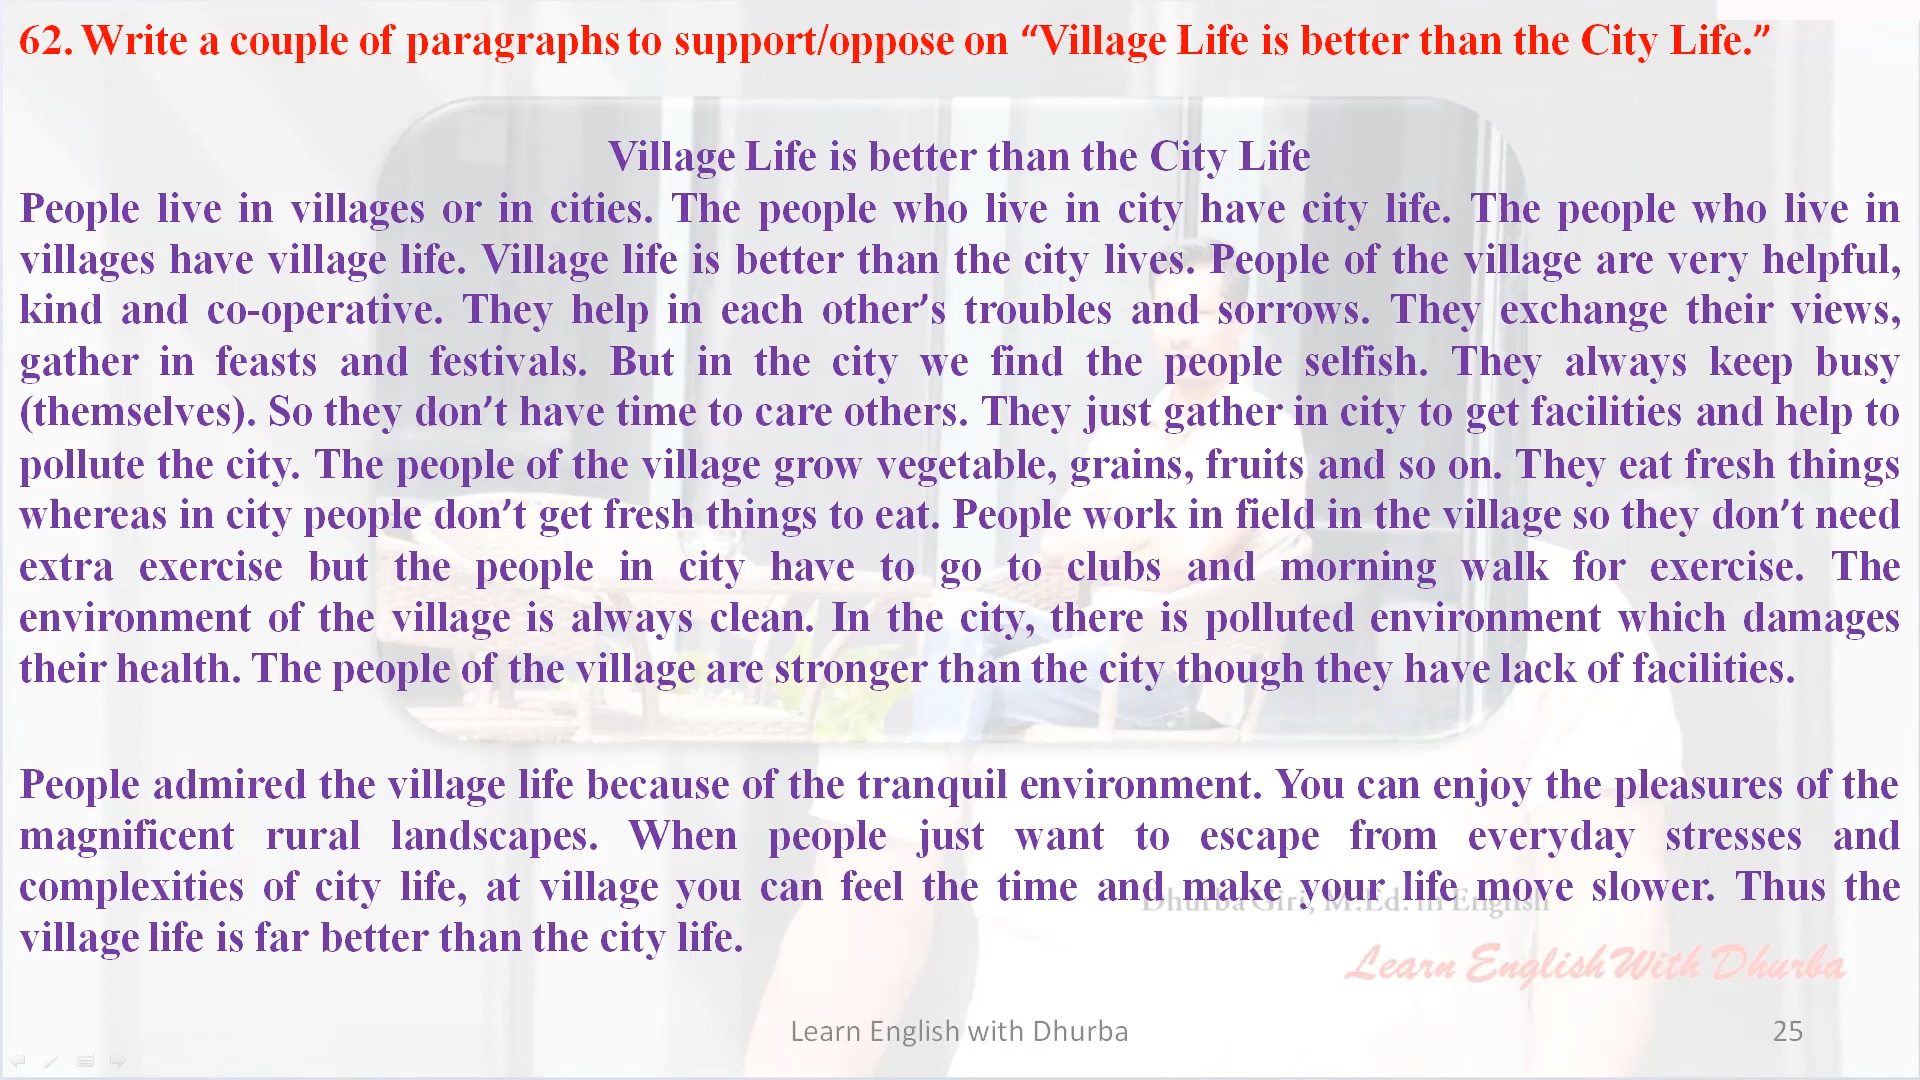 62. Write a couple of paragraphs to support/oppose on “Village Life is better than the City Life.”
Village Life is better than the City Life
People live in villages or in cities. The people who live in city have city life. The people who live in
villages have village life. Village life is better than the city lives. People of the village are very helpful,
kind and co-operative. They help in each other’s troubles and sorrows. They exchange their views,
gather in feasts and festivals. But in the city we find the people selfish. They always keep busy
(themselves). So they don’t have time to care others. They just gather in city to get facilities and help to
pollute the city. The people of the village grow vegetable, grains, fruits and so on. They eat fresh things
whereas in city people don’t get fresh things to eat. People work in field in the village so they don’t need
extra exercise but the people in city have to go to clubs and morning walk for exercise. The
environment of the village is always clean. In the city, there is polluted environment which damages
their health. The people of the village are stronger than the city though they have lack of facilities.
People admired the village life because of the tranquil environment. You can enjoy the pleasures of the
magnificent rural landscapes. When people just want to escape from everyday stresses and
complexities of city life, at village you can feel the time and make your life move slower. Thus the
village life is far better than the city life.
Dhurba Giri, M.Ed. in English
Learn English With Dhurba
Learn English with Dhurba
25